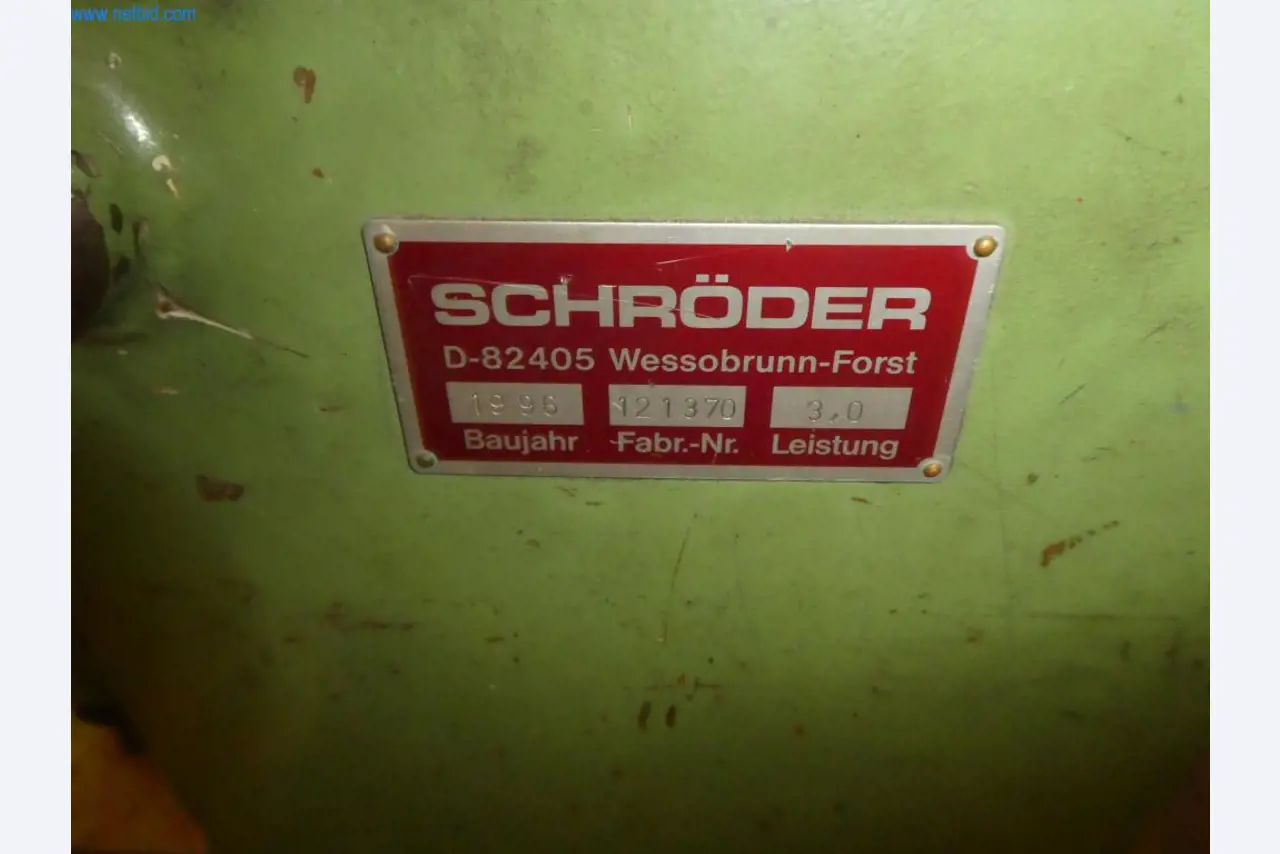 www.netbid.com
SCHRÖDER
D-82405 Wessobrunn-Forst
1996 121370 3,0
Baujahr Fabr.-Nr. Leistung